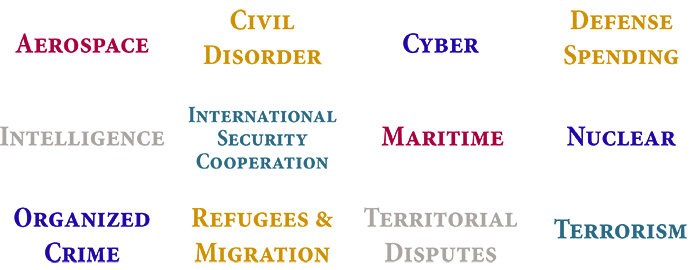 Aerospace
Civil
Disorder
Cyber
Defense
Spending
Intelligence
International
Security
Cooperation
Maritime
Nuclear
Organized
Crime
Refugees &
Migration
Territorial
Disputes
Terrorism